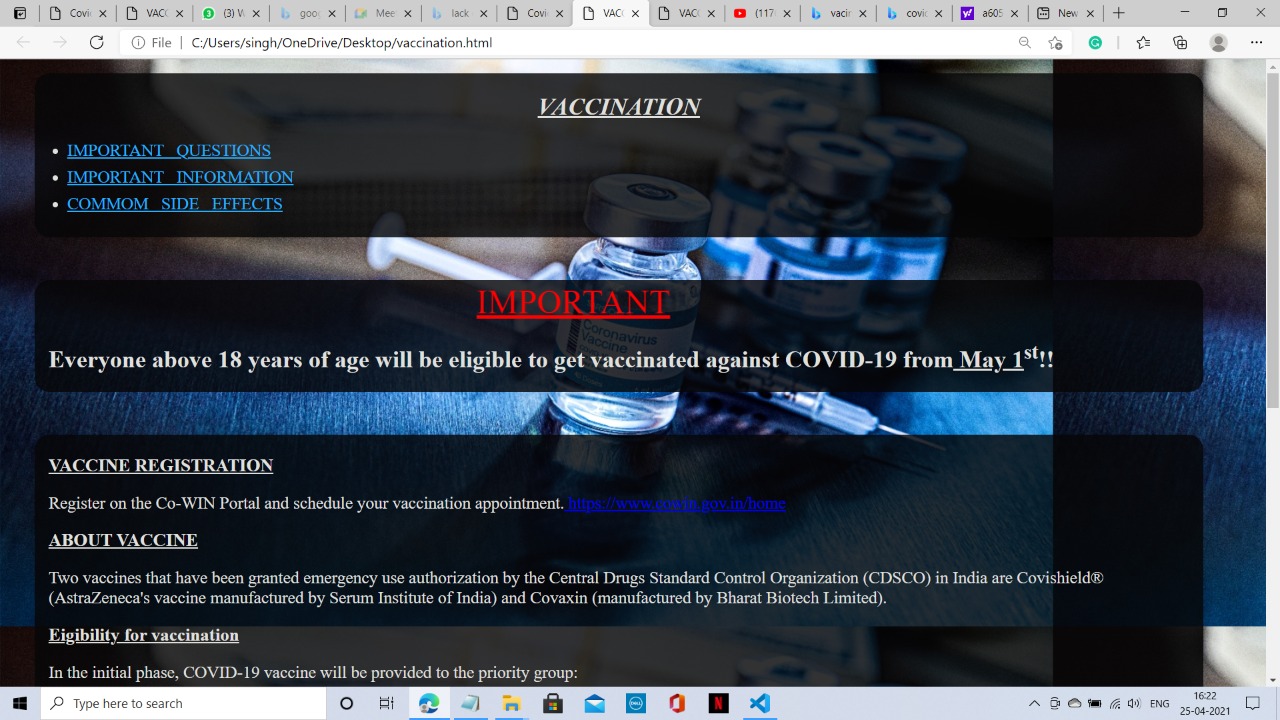 VACC
(3) W
goo
Mee
lack
Covi
VACC
VACC
(117(
vacir
covic
a605
New
File | C:/Users/singh/OneDrive/Desktop/vaccination.html
VACCINATION
IMPORTANT QUESTIONS
IMPORTANT INFORMATION
COMMOM SIDE EFFECTS
IMPORTANT
Coronavirus
Vaccine
Everyone above 18 years of age will be eligible to get vaccinated against COVID-19 from May 1st!!
VACCINE REGISTRATION
Register on the Co-WIN Portal and schedule your vaccination appointment. https://www.cowin.gov.in/home
ABOUT VACCINE
Two vaccines that have been granted emergency use authorization by the Central Drugs Standard Control Organization (CDSCO) in India are Covishield®
(AstraZeneca's vaccine manufactured by Serum Institute of India) and Covaxin (manufactured by Bharat Biotech Limited).
Eigibility for vaccination
In the initial phase, COVID-19 vaccine will be provided to the priority group:
Type here to search
DELL
N
ENG
16:22
25-04-2021